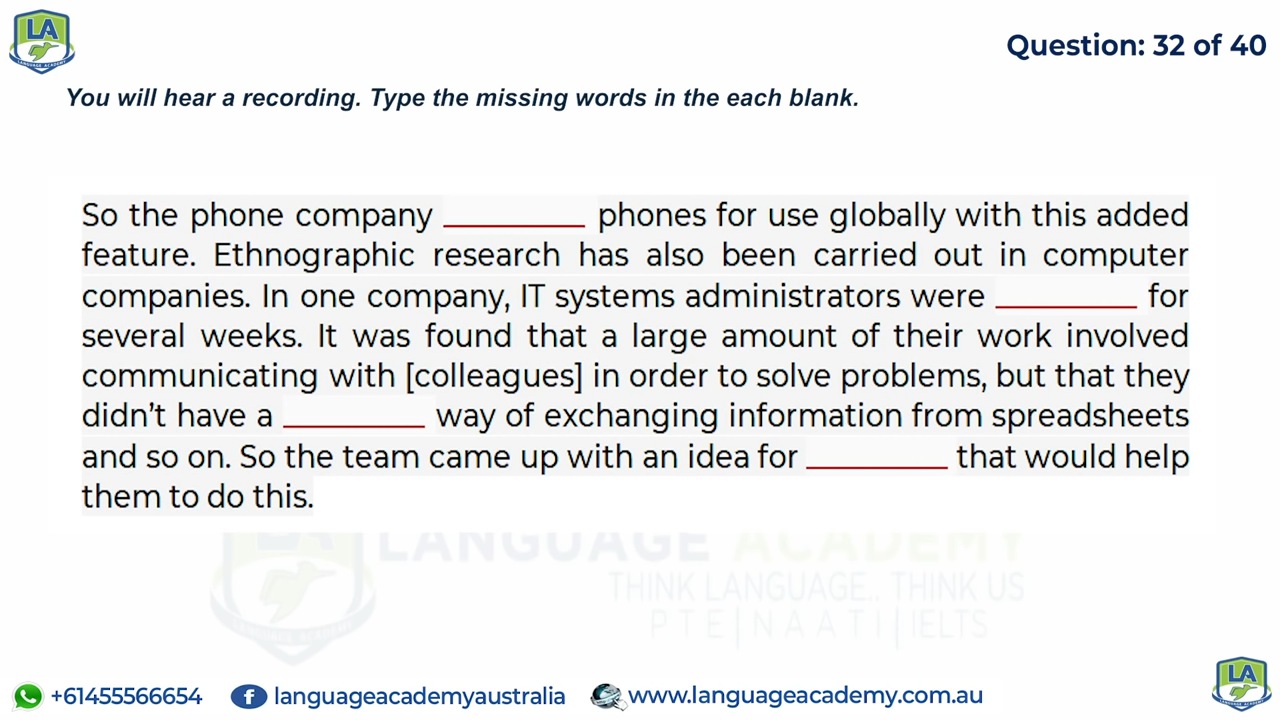 LA
LANGUAGE ACADEMY
Question: 32 of 40
You will hear a recording. Type the missing words in the each blank.
So the phone company __________ phones for use globally with this added
feature. Ethnographic research has also been carried out in computer
companies. In one company, IT systems administrators were __________ for
several weeks. It was found that a large amount of their work involved
communicating with [colleagues] in order to solve problems, but that they
didn't have a __________ way of exchanging information from spreadsheets
and so on. So the team came up with an idea for __________ that would help
them to do this.
LANGUAGE ACADEMY
THINK LANGUAGE.. THINK US
PTE|NAATI|IELTS
LANGUAGE ACADEMY
+61455566654
languageacademyaustralia
www.languageacademy.com.au
LA